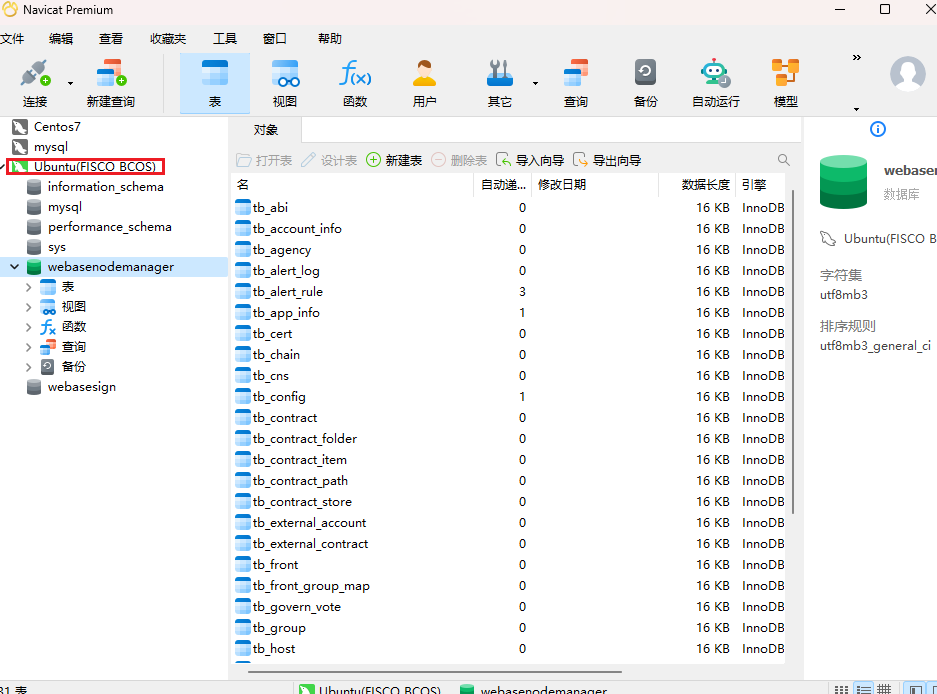 Navicat Premium
文件 编辑 查看 收藏夹 工具 窗口 帮助
连接 新建查询 表 视图 函数 用户 其它 查询 备份 自动运行 模型
Centos7
mysql
Ubuntu(FISCO BCOS)
information_schema
mysql
performance_schema
sys
webasenodemanager
表
视图
函数
查询
备份
webasesign
对象
打开表 设计表 新建表 删除表 导入向导 导出向导
名 自动递... 修改日期 数据长度 引擎
tb_abi 0 16 KB InnoDB
tb_account_info 0 16 KB InnoDB
tb_agency 0 16 KB InnoDB
tb_alert_log 0 16 KB InnoDB
tb_alert_rule 3 16 KB InnoDB
tb_app_info 1 16 KB InnoDB
tb_cert 0 16 KB InnoDB
tb_chain 0 16 KB InnoDB
tb_cns 0 16 KB InnoDB
tb_config 1 16 KB InnoDB
tb_contract 0 16 KB InnoDB
tb_contract_folder 0 16 KB InnoDB
tb_contract_item 0 16 KB InnoDB
tb_contract_path 0 16 KB InnoDB
tb_contract_store 0 16 KB InnoDB
tb_external_account 0 16 KB InnoDB
tb_external_contract 0 16 KB InnoDB
tb_front 0 16 KB InnoDB
tb_front_group_map 0 16 KB InnoDB
tb_govern_vote 0 16 KB InnoDB
tb_group 0 16 KB InnoDB
tb_host 0 16 KB InnoDB
webasen
数据库
Ubuntu(FISCO B
字符集
utf8mb3
排序规则
utf8mb3_general_ci
31 表 Ubuntu(FISCO BCOS) webasenodemanager